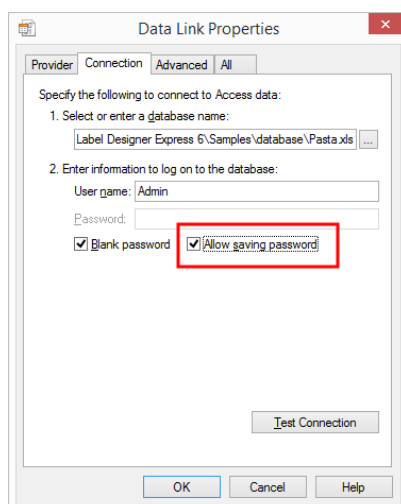 Data Link Properties
Provider Connection Advanced All
Specify the following to connect to Access data:
1. Select or enter a database name:
Label Designer Express 6\Samples\database\Pasta.xls ...
2. Enter information to log on to the database:
User name: Admin
Password:
Blank password Allow saving password
Test Connection
OK Cancel Help